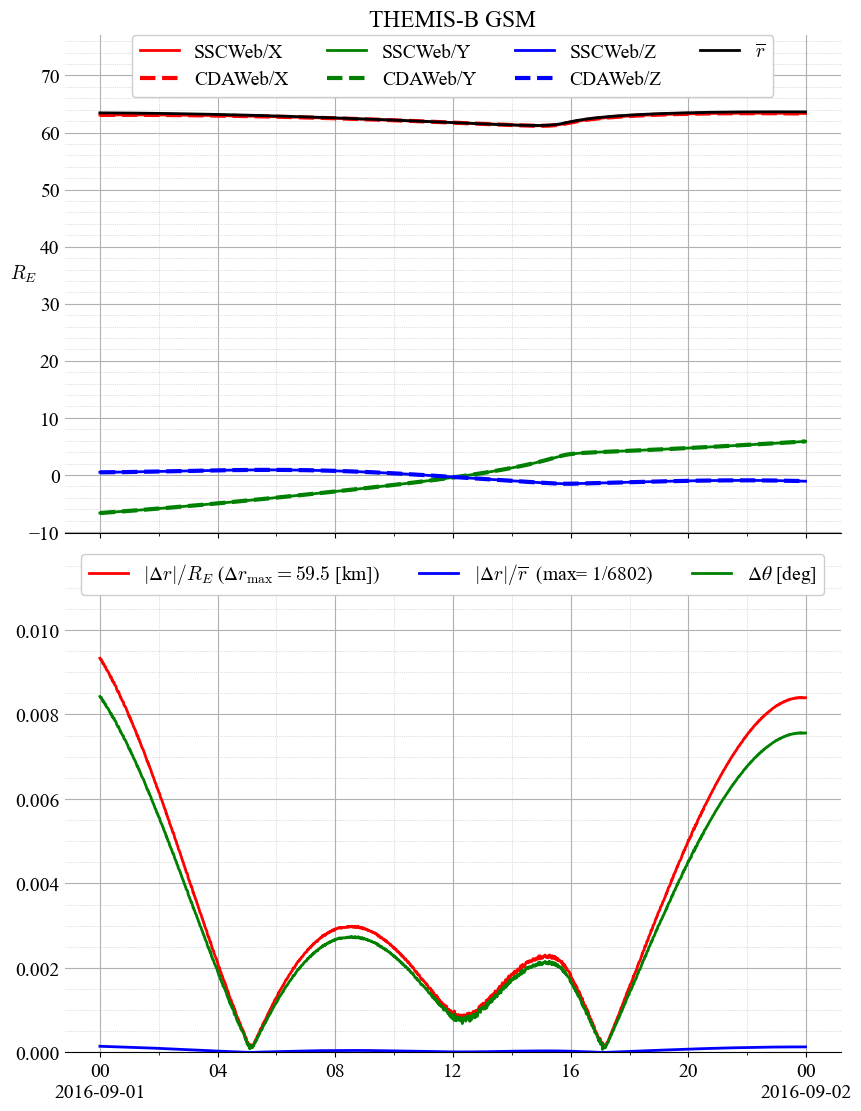 THEMIS-B GSM
SSCWeb/X SSCWeb/Y SSCWeb/Z r̅
CDAWeb/X CDAWeb/Y CDAWeb/Z
70
60
50
40
R_E
30
20
10
0
−10
|Δr|/R_E (Δr_max = 59.5 [km]) |Δr|/r̅ (max= 1/6802) Δθ [deg]
0.010
0.008
0.006
0.004
0.002
0.000
00 04 08 12 16 20 00
2016-09-01 2016-09-02